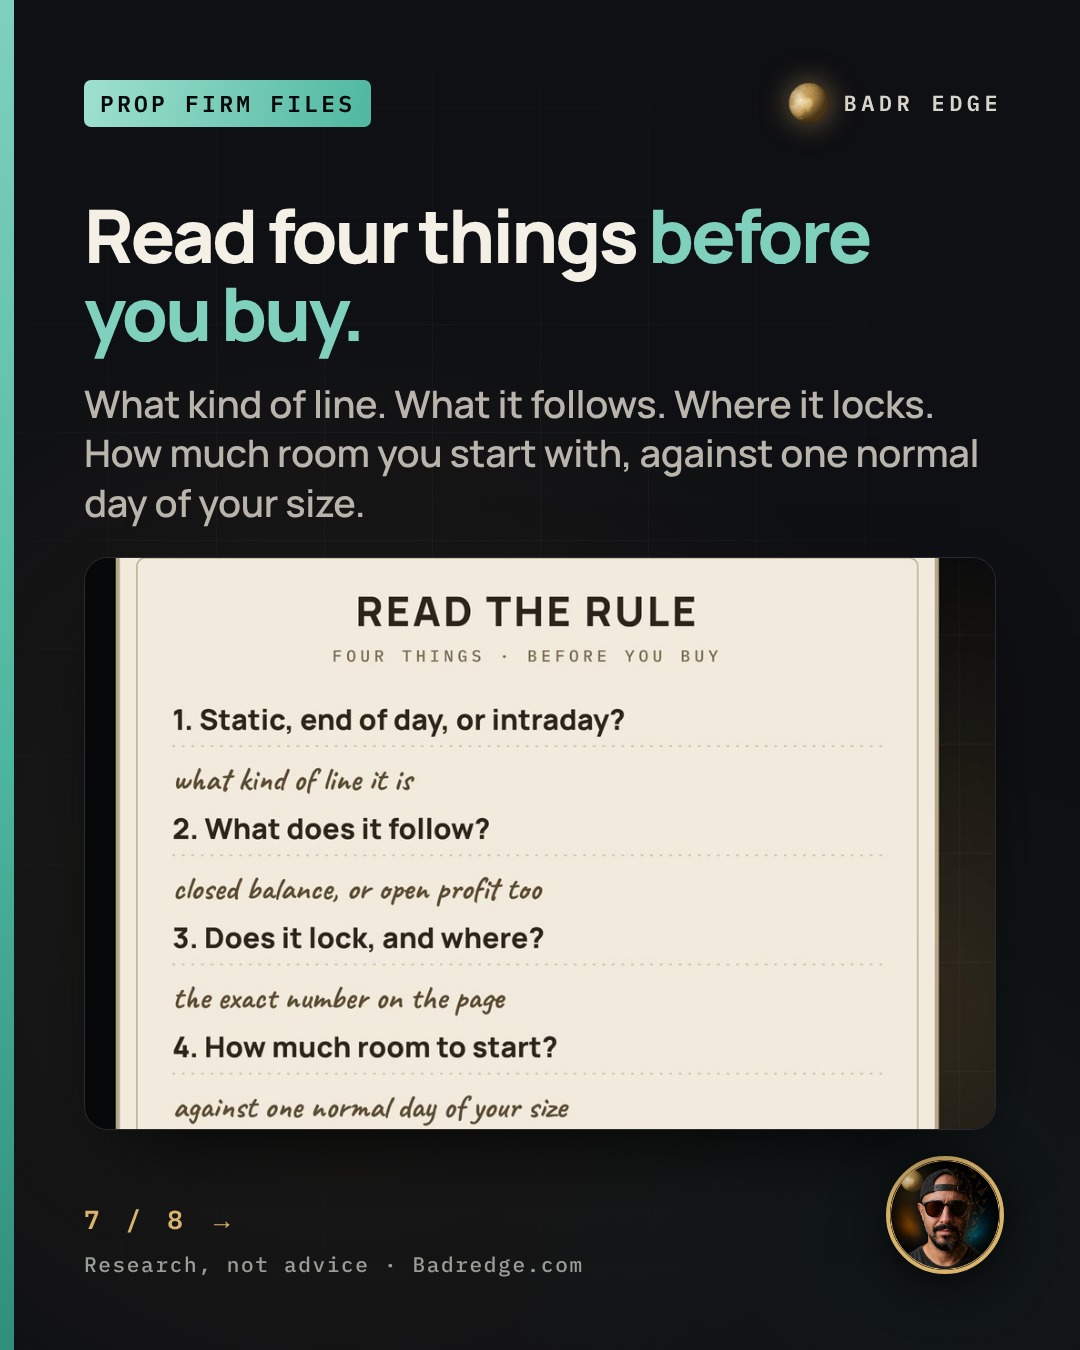 PROP FIRM FILES
BADR EDGE
Read four things before
you buy.
What kind of line. What it follows. Where it locks.
How much room you start with, against one normal
day of your size.
READ THE RULE
FOUR THINGS · BEFORE YOU BUY
1. Static, end of day, or intraday?
what kind of line it is
2. What does it follow?
closed balance, or open profit too
3. Does it lock, and where?
the exact number on the page
4. How much room to start?
against one normal day of your size
7 / 8 →
Research, not advice · Badredge.com